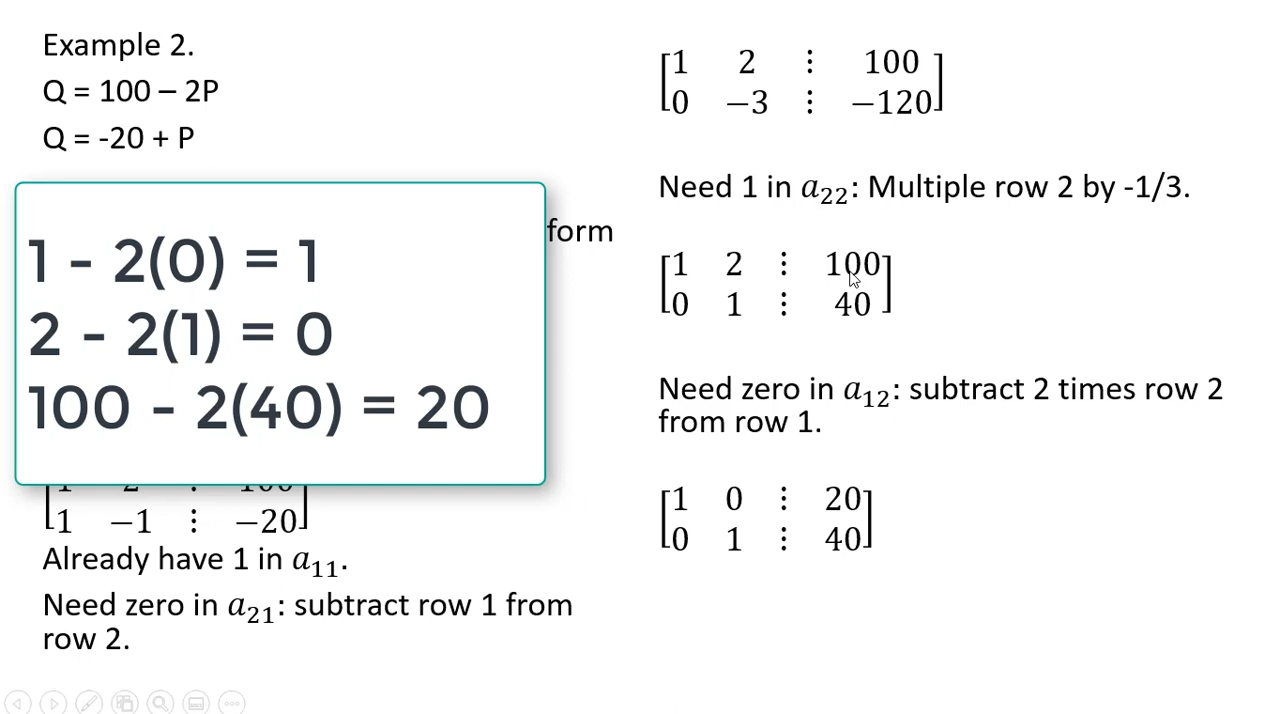 Example 2.
Q = 100 – 2P
Q = -20 + P
form
1 - 2(0) = 1
2 - 2(1) = 0
100 - 2(40) = 20
1 2 ⋮ 100
1 −1 ⋮ −20
Already have 1 in a₁₁.
Need zero in a₂₁: subtract row 1 from
row 2.
1 2 ⋮ 100
0 −3 ⋮ −120
Need 1 in a₂₂: Multiple row 2 by -1/3.
1 2 ⋮ 100
0 1 ⋮ 40
Need zero in a₁₂: subtract 2 times row 2
from row 1.
1 0 ⋮ 20
0 1 ⋮ 40